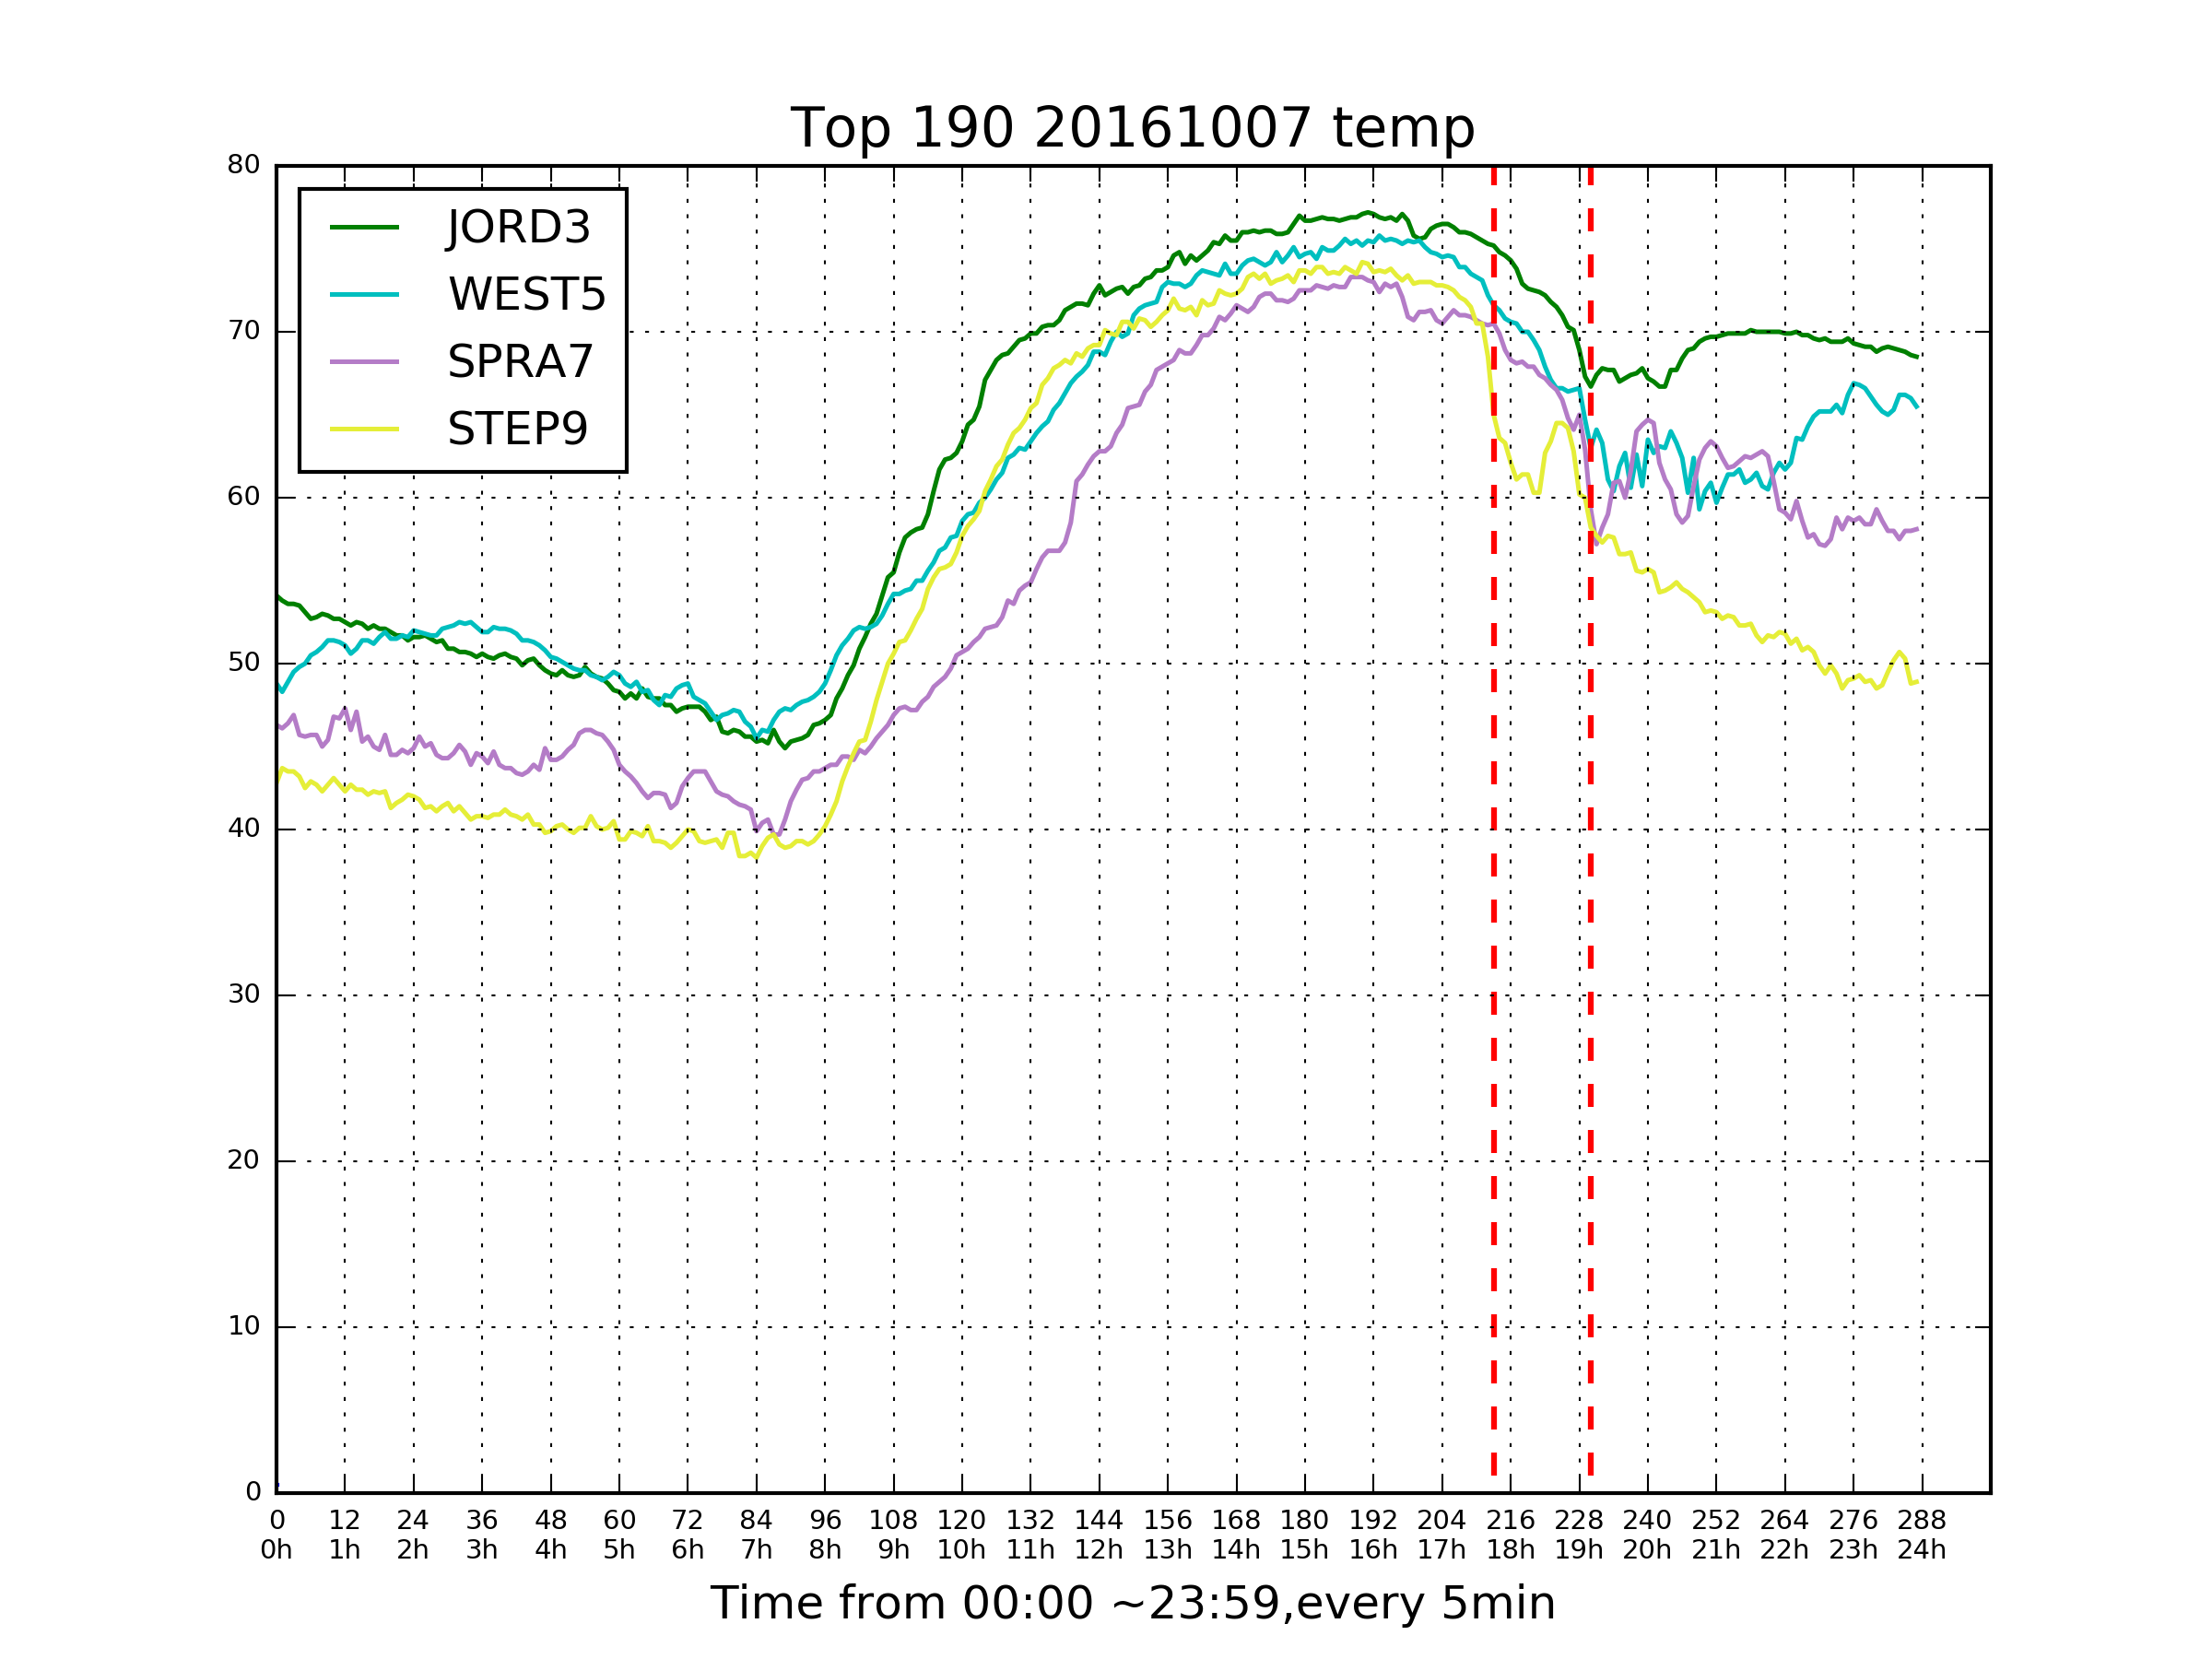 Top 190 20161007 temp
80
70
60
50
40
30
20
10
0
JORD3
WEST5
SPRA7
STEP9
0 12 24 36 48 60 72 84 96 108 120 132 144 156 168 180 192 204 216 228 240 252 264 276 288
0h 1h 2h 3h 4h 5h 6h 7h 8h 9h 10h 11h 12h 13h 14h 15h 16h 17h 18h 19h 20h 21h 22h 23h 24h
Time from 00:00 ~23:59,every 5min